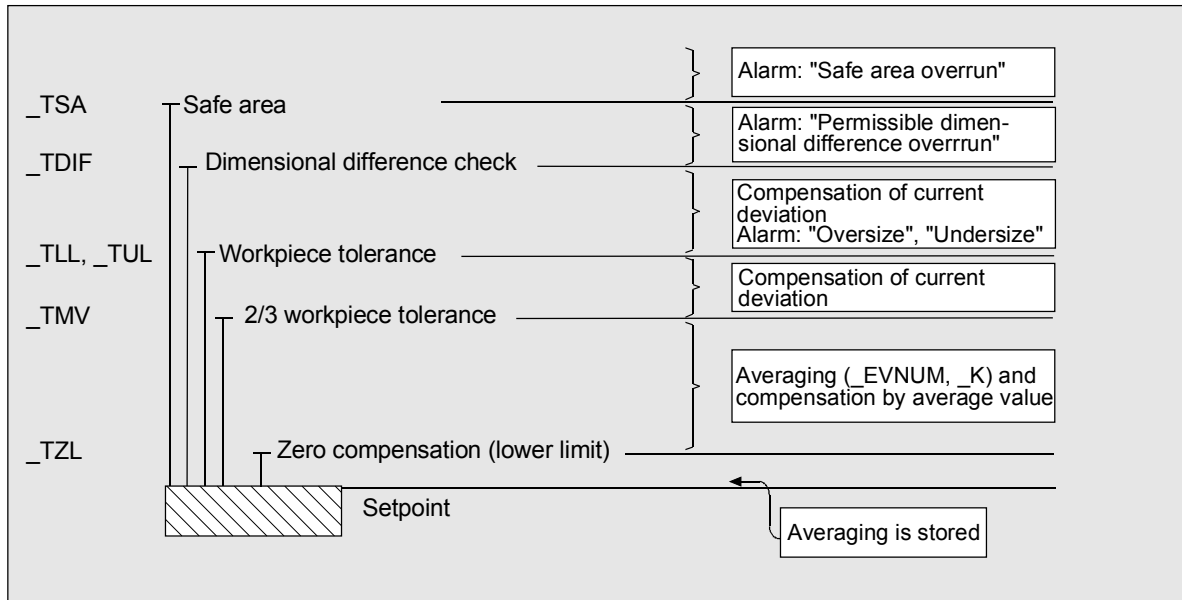 Alarm: "Safe area overrun"
_TSA
Safe area
Alarm: "Permissible dimen-
sional difference overrrun"
_TDIF
Dimensional difference check
Compensation of current
deviation
Alarm: "Oversize", "Undersize"
_TLL, _TUL
Workpiece tolerance
Compensation of current
deviation
_TMV
2/3 workpiece tolerance
Averaging (_EVNUM, _K) and
compensation by average value
_TZL
Zero compensation (lower limit)
Setpoint
Averaging is stored